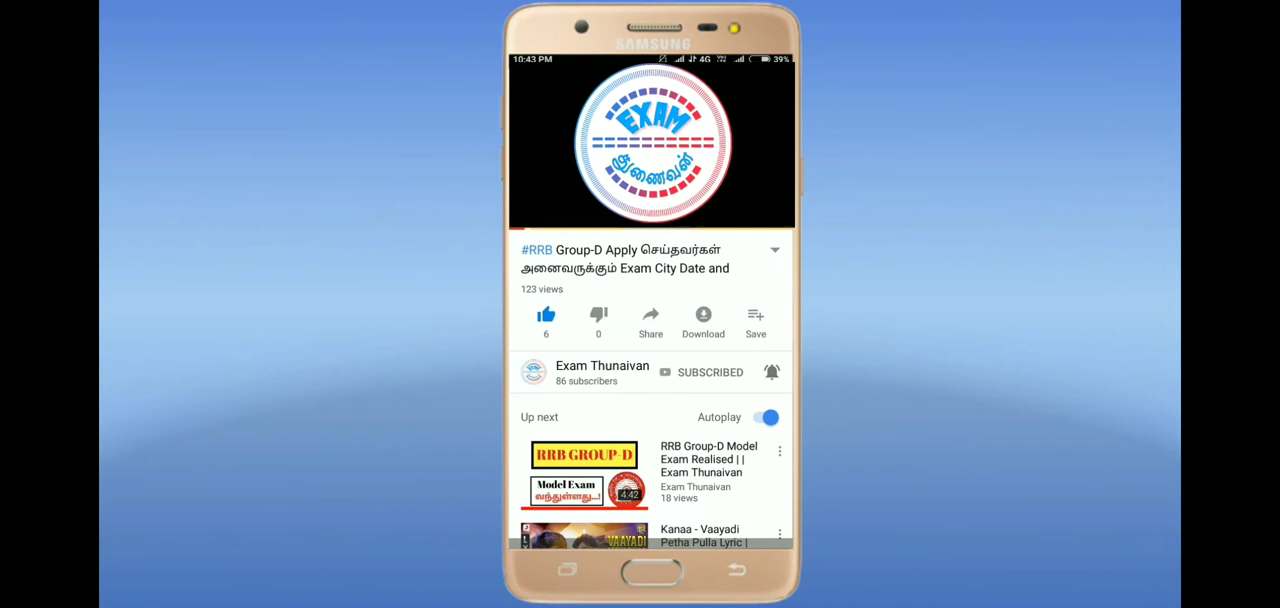 SAMSUNG
10:43 PM
4G
39%
EXAM
துணைவன்
#RRB Group-D Apply செய்தவர்கள்
அனைவருக்கும் Exam City Date and
123 views
6
0
Share
Download
Save
Exam Thunaivan
86 subscribers
SUBSCRIBED
Up next
Autoplay
RRB GROUP-D
Model Exam
வந்துள்ளது...!
4:42
RRB Group-D Model
Exam Realised ||
Exam Thunaivan
Exam Thunaivan
18 views
VAAYADI
Kanaa - Vaayadi
Petha Pulla Lyric |